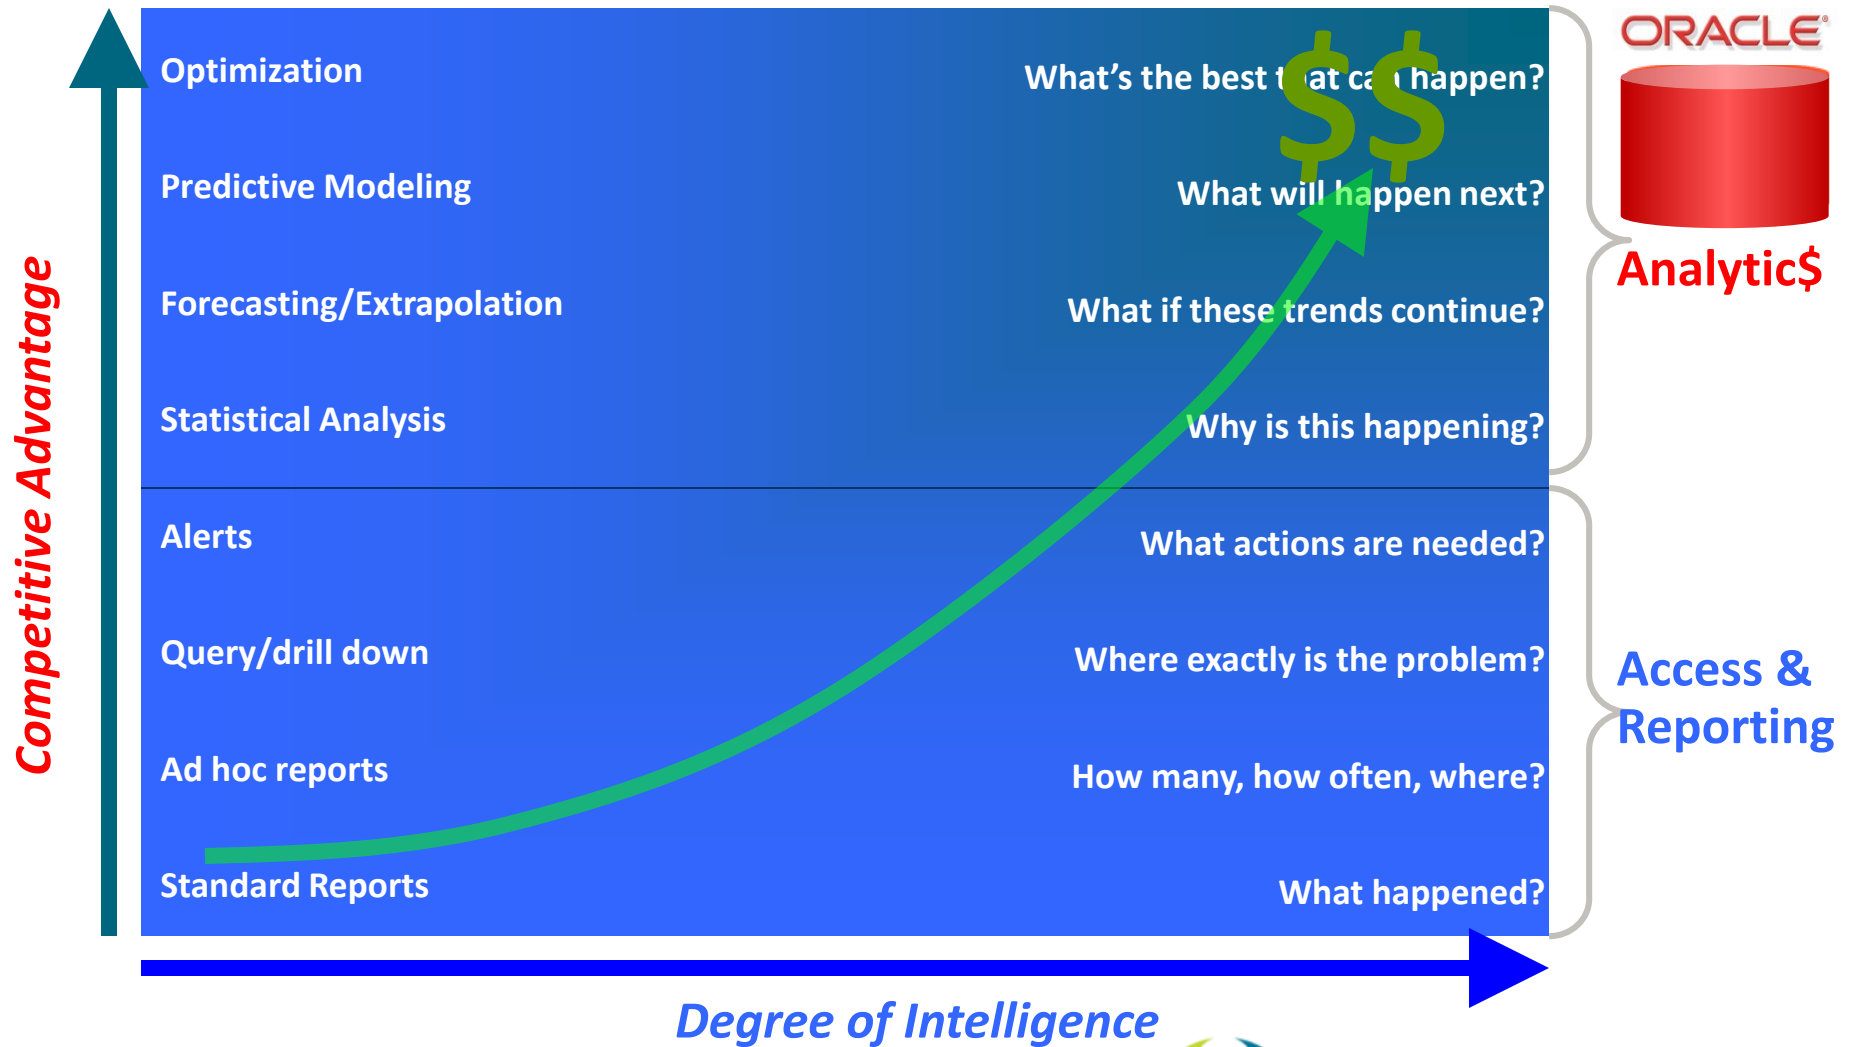 Optimization
What's the best that can happen?
$$
Predictive Modeling
What will happen next?
Forecasting/Extrapolation
What if these trends continue?
Statistical Analysis
Why is this happening?
Alerts
What actions are needed?
Query/drill down
Where exactly is the problem?
Ad hoc reports
How many, how often, where?
Standard Reports
What happened?
ORACLE®
Analytic$
Access &
Reporting
Competitive Advantage
Degree of Intelligence